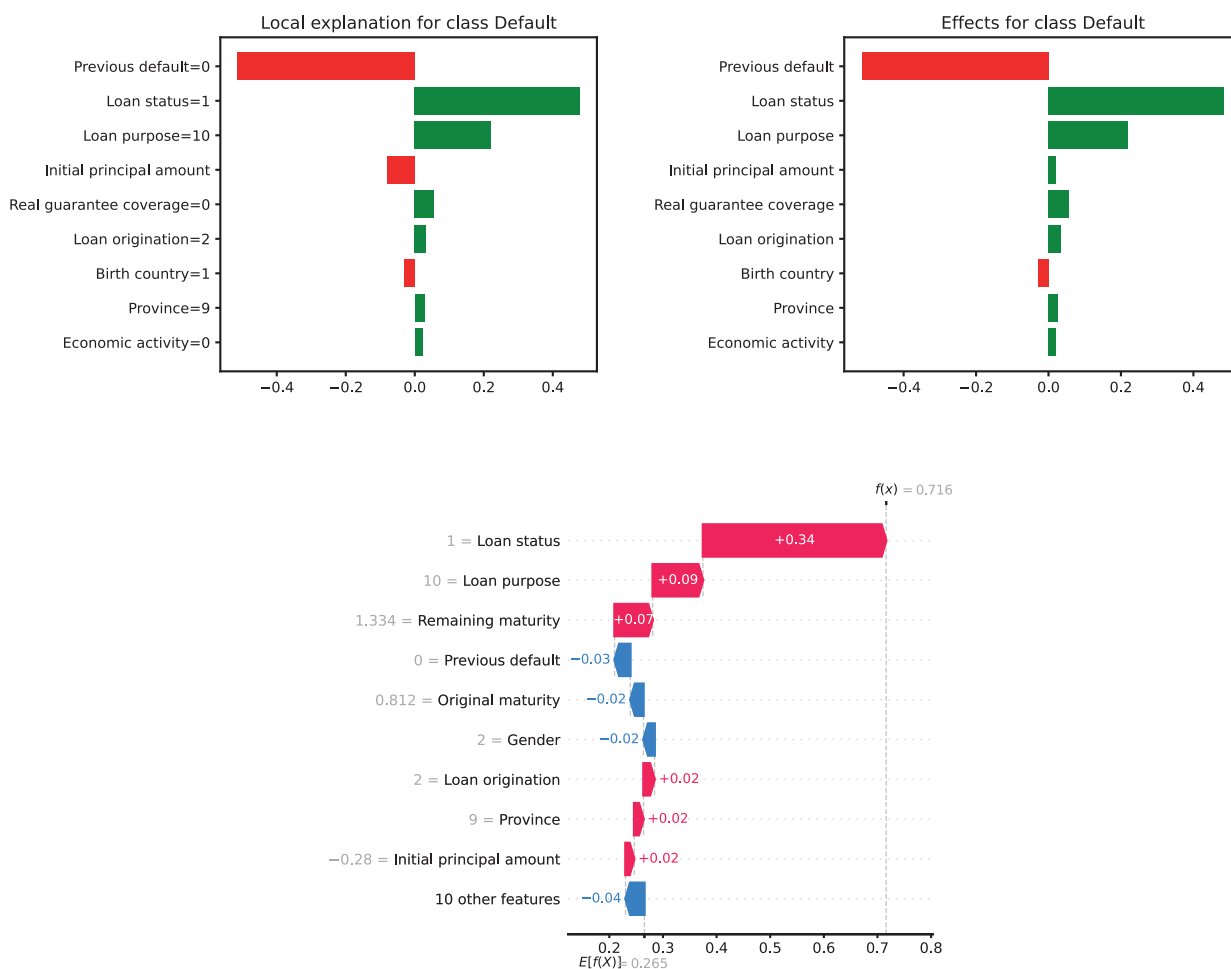 Local explanation for class Default
Previous default=0
Loan status=1
Loan purpose=10
Initial principal amount
Real guarantee coverage=0
Loan origination=2
Birth country=1
Province=9
Economic activity=0
−0.4 −0.2 0.0 0.2 0.4
Effects for class Default
Previous default
Loan status
Loan purpose
Initial principal amount
Real guarantee coverage
Loan origination
Birth country
Province
Economic activity
−0.4 −0.2 0.0 0.2 0.4
f(x) = 0.716
1 = Loan status +0.34
10 = Loan purpose +0.09
1.334 = Remaining maturity +0.07
0 = Previous default −0.03
0.812 = Original maturity −0.02
2 = Gender −0.02
2 = Loan origination +0.02
9 = Province +0.02
−0.28 = Initial principal amount +0.02
10 other features −0.04
0.2 0.3 0.4 0.5 0.6 0.7 0.8
E[f(X)] = 0.265